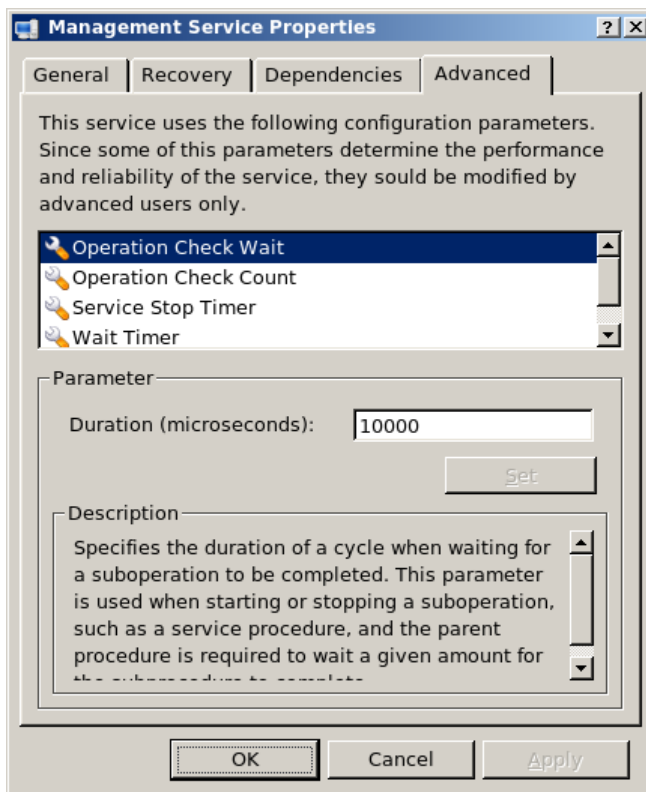 Management Service Properties
General Recovery Dependencies Advanced
This service uses the following configuration parameters.
Since some of this parameters determine the performance
and reliability of the service, they sould be modified by
advanced users only.
Operation Check Wait
Operation Check Count
Service Stop Timer
Wait Timer
Parameter
Duration (microseconds): 10000
Set
Description
Specifies the duration of a cycle when waiting for
a suboperation to be completed. This parameter
is used when starting or stopping a suboperation,
such as a service procedure, and the parent
procedure is required to wait a given amount for
the subprocedure to complete
OK Cancel Apply